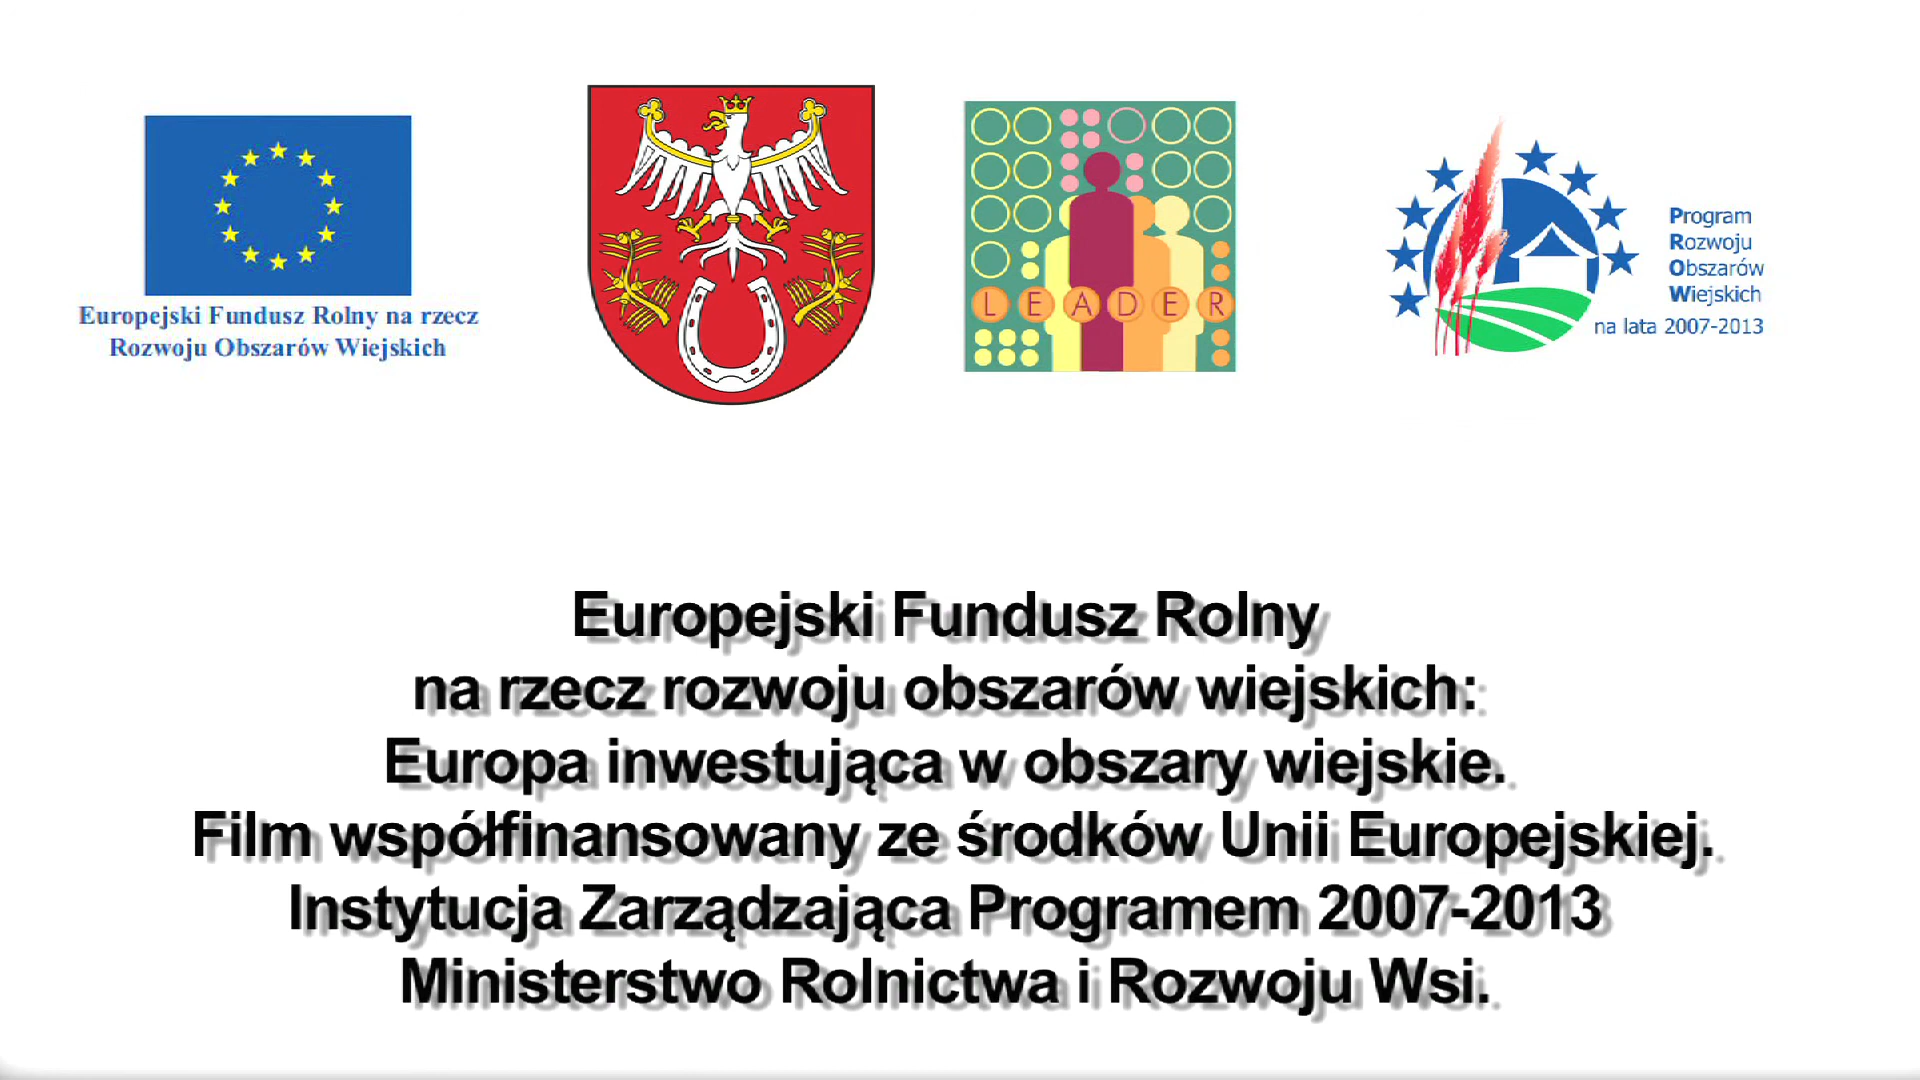 Europejski Fundusz Rolny na rzecz
Rozwoju Obszarów Wiejskich
LEADER
Program
Rozwoju
Obszarów
Wiejskich
na lata 2007-2013
Europejski Fundusz Rolny
na rzecz rozwoju obszarów wiejskich:
Europa inwestująca w obszary wiejskie.
Film współfinansowany ze środków Unii Europejskiej.
Instytucja Zarządzająca Programem 2007-2013
Ministerstwo Rolnictwa i Rozwoju Wsi.